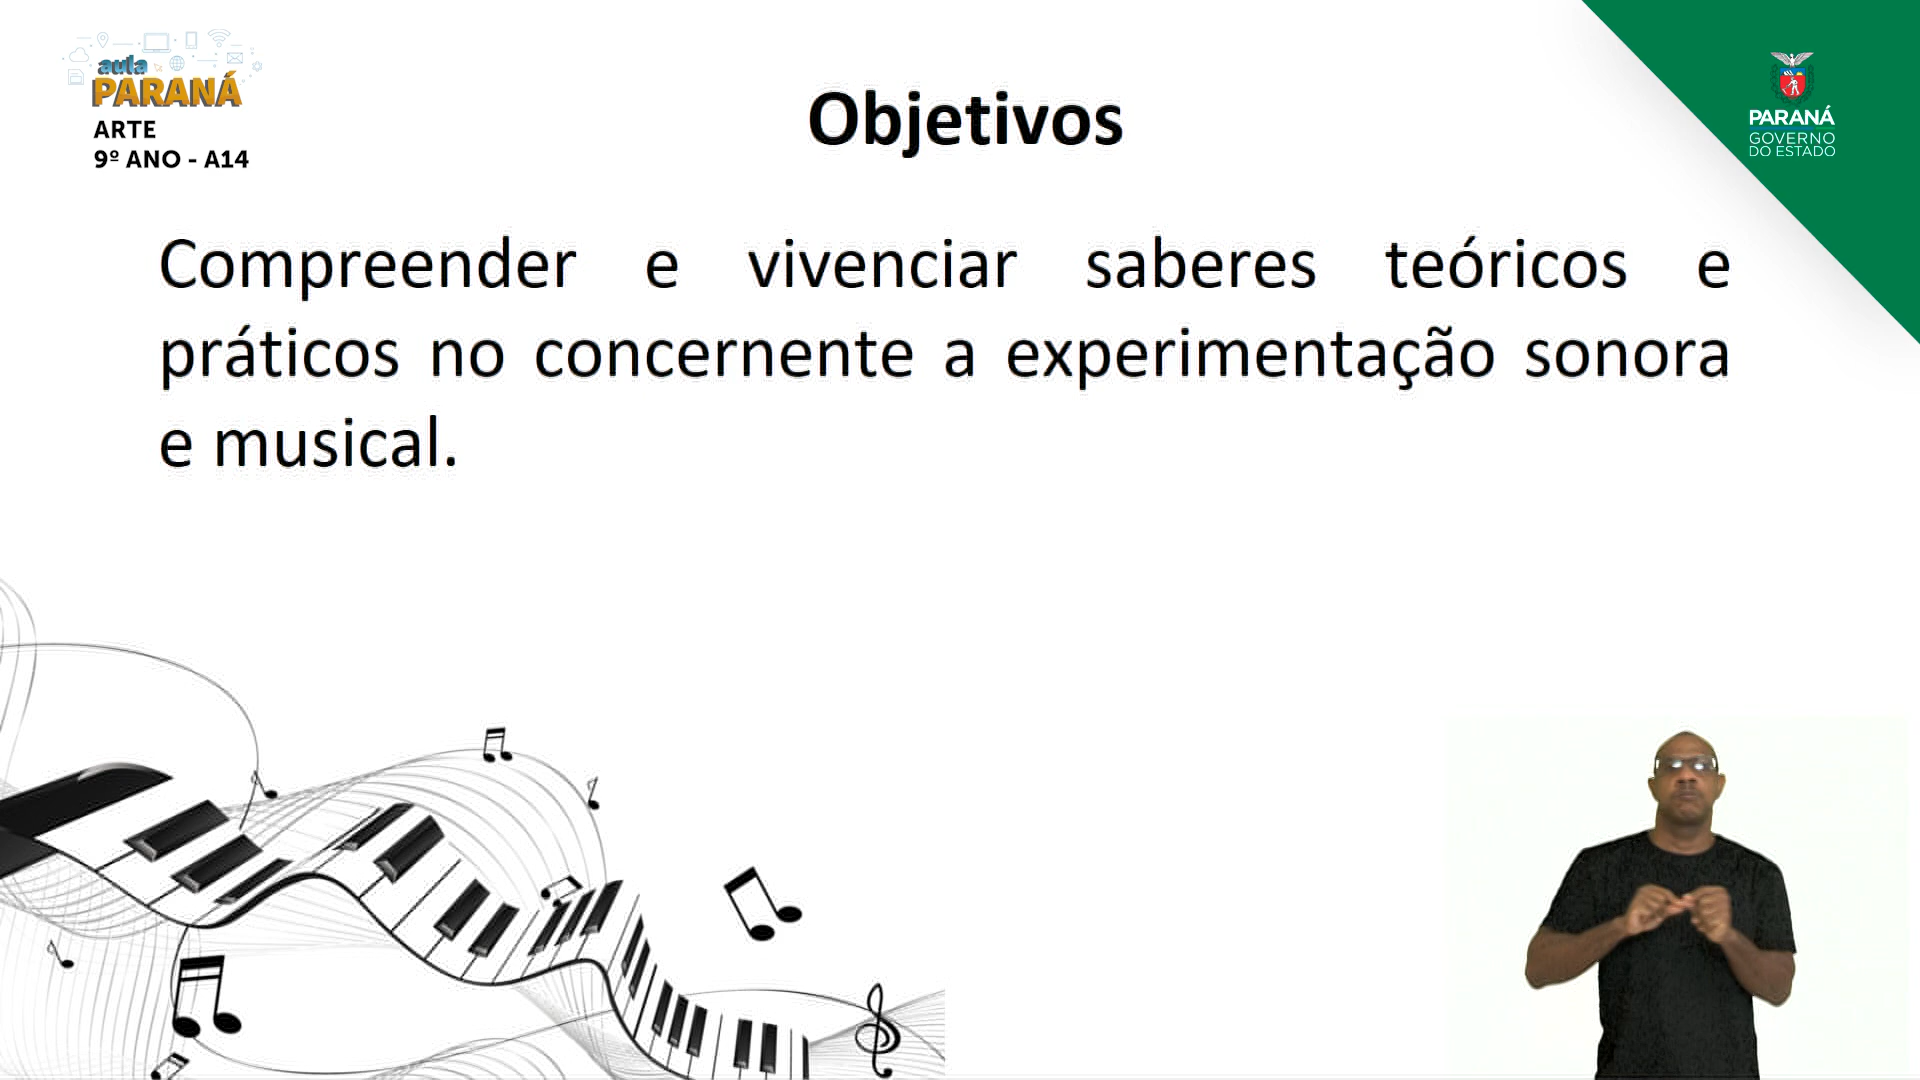 aula
PARANÁ
ARTE
9º ANO - A14
Objetivos
PARANÁ
GOVERNO
DO ESTADO
Compreender e vivenciar saberes teóricos e
práticos no concernente a experimentação sonora
e musical.